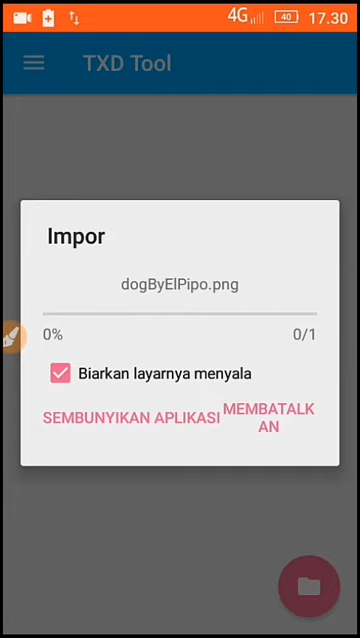 4G 40 17.30
TXD Tool
Impor
dogByElPipo.png
0% 0/1
Biarkan layarnya menyala
SEMBUNYIKAN APLIKASI MEMBATALK
AN